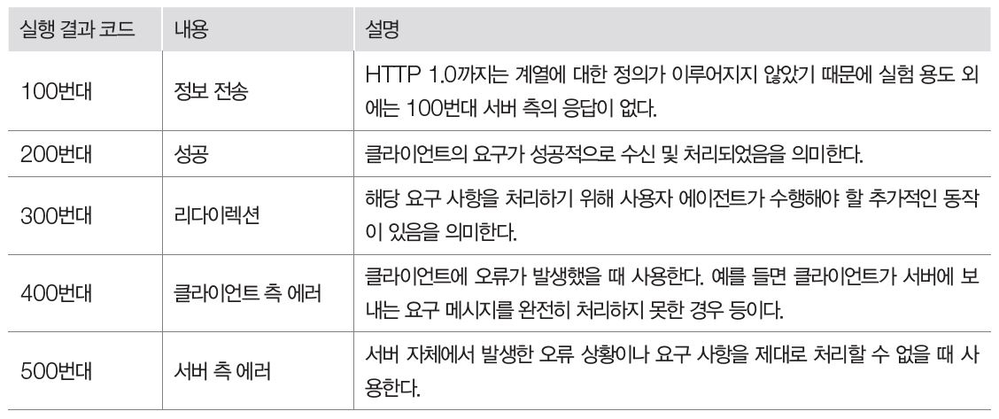 실행 결과 코드 내용 설명
100번대 정보 전송 HTTP 1.0까지는 계열에 대한 정의가 이루어지지 않았기 때문에 실험 용도 외
에는 100번대 서버 측의 응답이 없다.
200번대 성공 클라이언트의 요구가 성공적으로 수신 및 처리되었음을 의미한다.
300번대 리다이렉션 해당 요구 사항을 처리하기 위해 사용자 에이전트가 수행해야 할 추가적인 동작
이 있음을 의미한다.
400번대 클라이언트 측 에러 클라이언트에 오류가 발생했을 때 사용한다. 예를 들면 클라이언트가 서버에 보
내는 요구 메시지를 완전히 처리하지 못한 경우 등이다.
500번대 서버 측 에러 서버 자체에서 발생한 오류 상황이나 요구 사항을 제대로 처리할 수 없을 때 사
용한다.